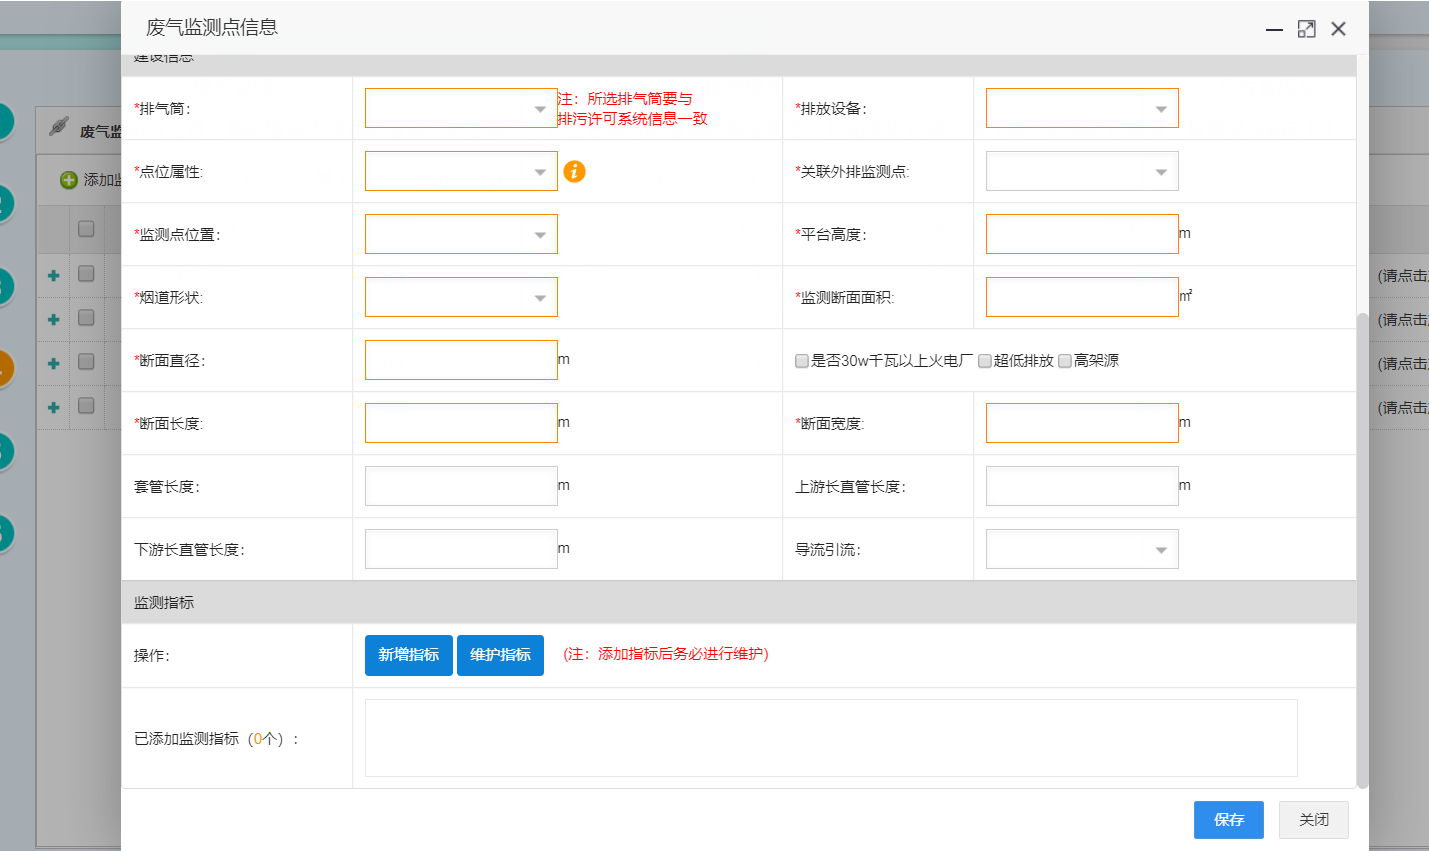 废气监测点信息
建设信息
*排气筒：
注：所选排气筒要与
排污许可系统信息一致
*排放设备：
*点位属性:
*关联外排监测点:
*监测点位置：
*平台高度：
m
*烟道形状:
*监测断面面积:
㎡
*断面直径：
m
是否30w千瓦以上火电厂
超低排放
高架源
*断面长度:
m
*断面宽度:
m
套管长度：
m
上游长直管长度：
m
下游长直管长度：
m
导流引流:
监测指标
操作：
新增指标
维护指标
(注：添加指标后务必进行维护)
已添加监测指标（0个）：
保存
关闭
废气监
添加监
(请点击
(请点击
(请点击
(请点击